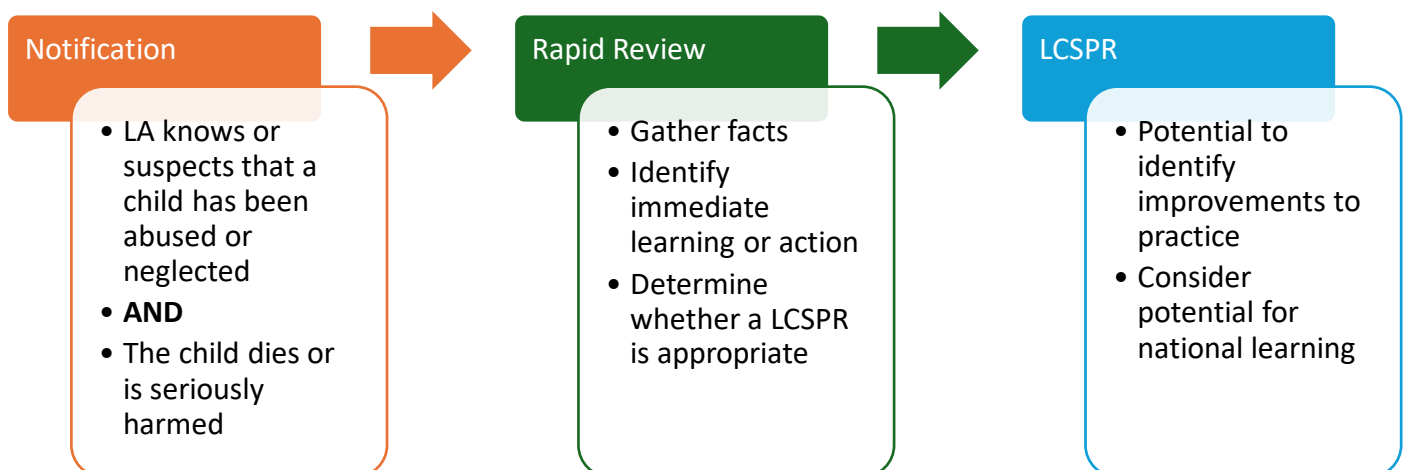 Notification
• LA knows or
suspects that a
child has been
abused or
neglected
• AND
• The child dies or
is seriously
harmed
Rapid Review
• Gather facts
• Identify
immediate
learning or action
• Determine
whether a LCSPR
is appropriate
LCSPR
• Potential to
identify
improvements to
practice
• Consider
potential for
national learning